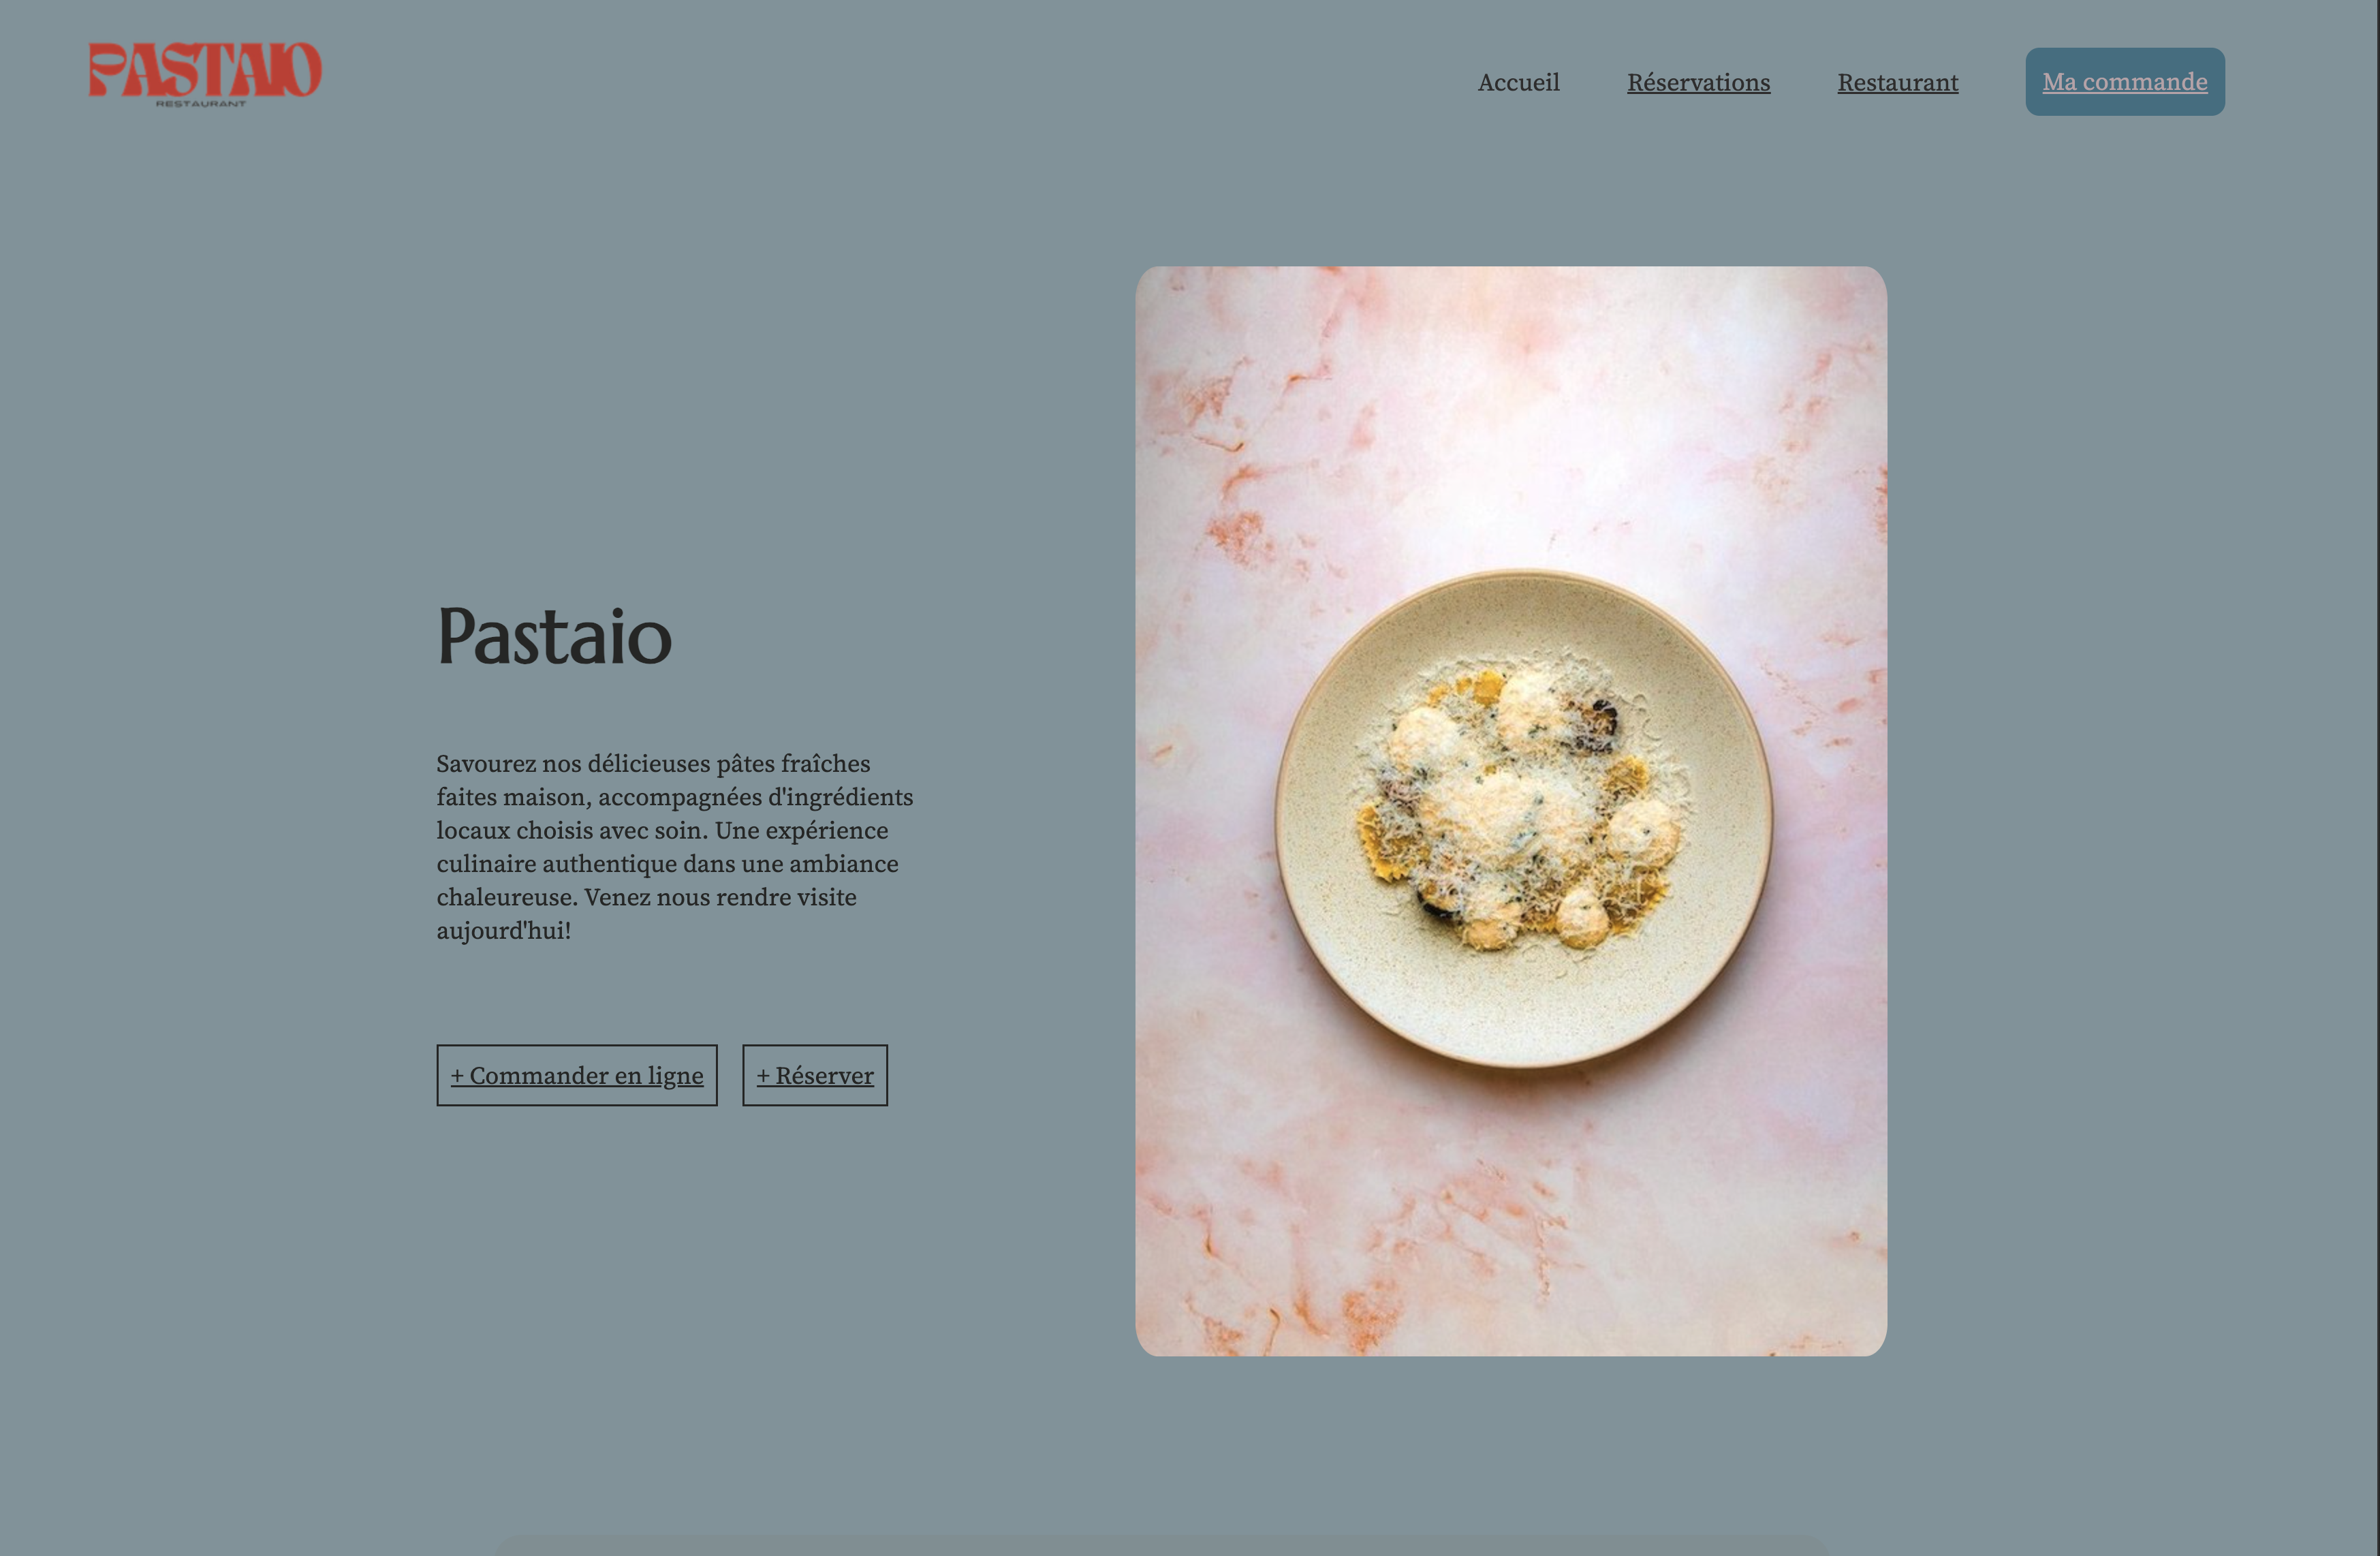 PASTAIO
RESTAURANT
Accueil
Réservations
Restaurant
Ma commande
Pastaio
Savourez nos délicieuses pâtes fraîches
faites maison, accompagnées d'ingrédients
locaux choisis avec soin. Une expérience
culinaire authentique dans une ambiance
chaleureuse. Venez nous rendre visite
aujourd'hui!
+ Commander en ligne
+ Réserver